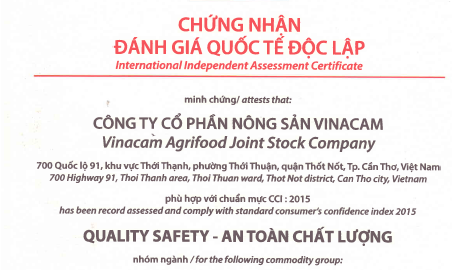 CHỨNG NHẬN
ĐÁNH GIÁ QUỐC TẾ ĐỘC LẬP
International Independent Assessment Certificate
minh chứng/ attests that:
CÔNG TY CỔ PHẦN NÔNG SẢN VINACAM
Vinacam Agrifood Joint Stock Company
700 Quốc lộ 91, khu vực Thới Thạnh, phường Thới Thuận, quận Thốt Nốt, Tp. Cần Thơ, Việt Nam
700 Highway 91, Thoi Thanh area, Thoi Thuan ward, Thot Not district, Can Tho city, Vietnam
phù hợp với chuẩn mực CCI : 2015
has been record assessed and comply with standard consumer's confidence index 2015
QUALITY SAFETY - AN TOÀN CHẤT LƯỢNG
nhóm ngành / for the following commodity group: